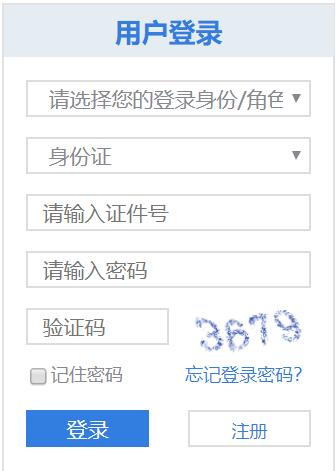 用户登录
请选择您的登录身份/角色
身份证
请输入证件号
请输入密码
验证码 3679
记住密码 忘记登录密码?
登录 注册